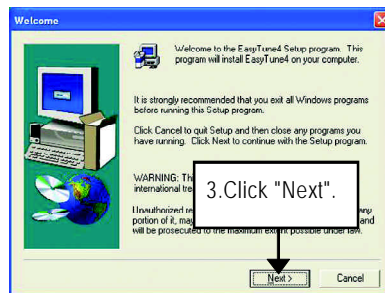 Welcome
Welcome to the EasyTune4 Setup program. This
program will install EasyTune4 on your computer.
It is strongly recommended that you exit all Windows programs
before running this Setup program.
Click Cancel to quit Setup and then close any programs you
have running. Click Next to continue with the Setup program.
WARNING: Th
international tre
Unauthorized re any
portion of it, may and
will be prosecuted to the maximum extent possible under law.
3.Click "Next".
Next >
Cancel